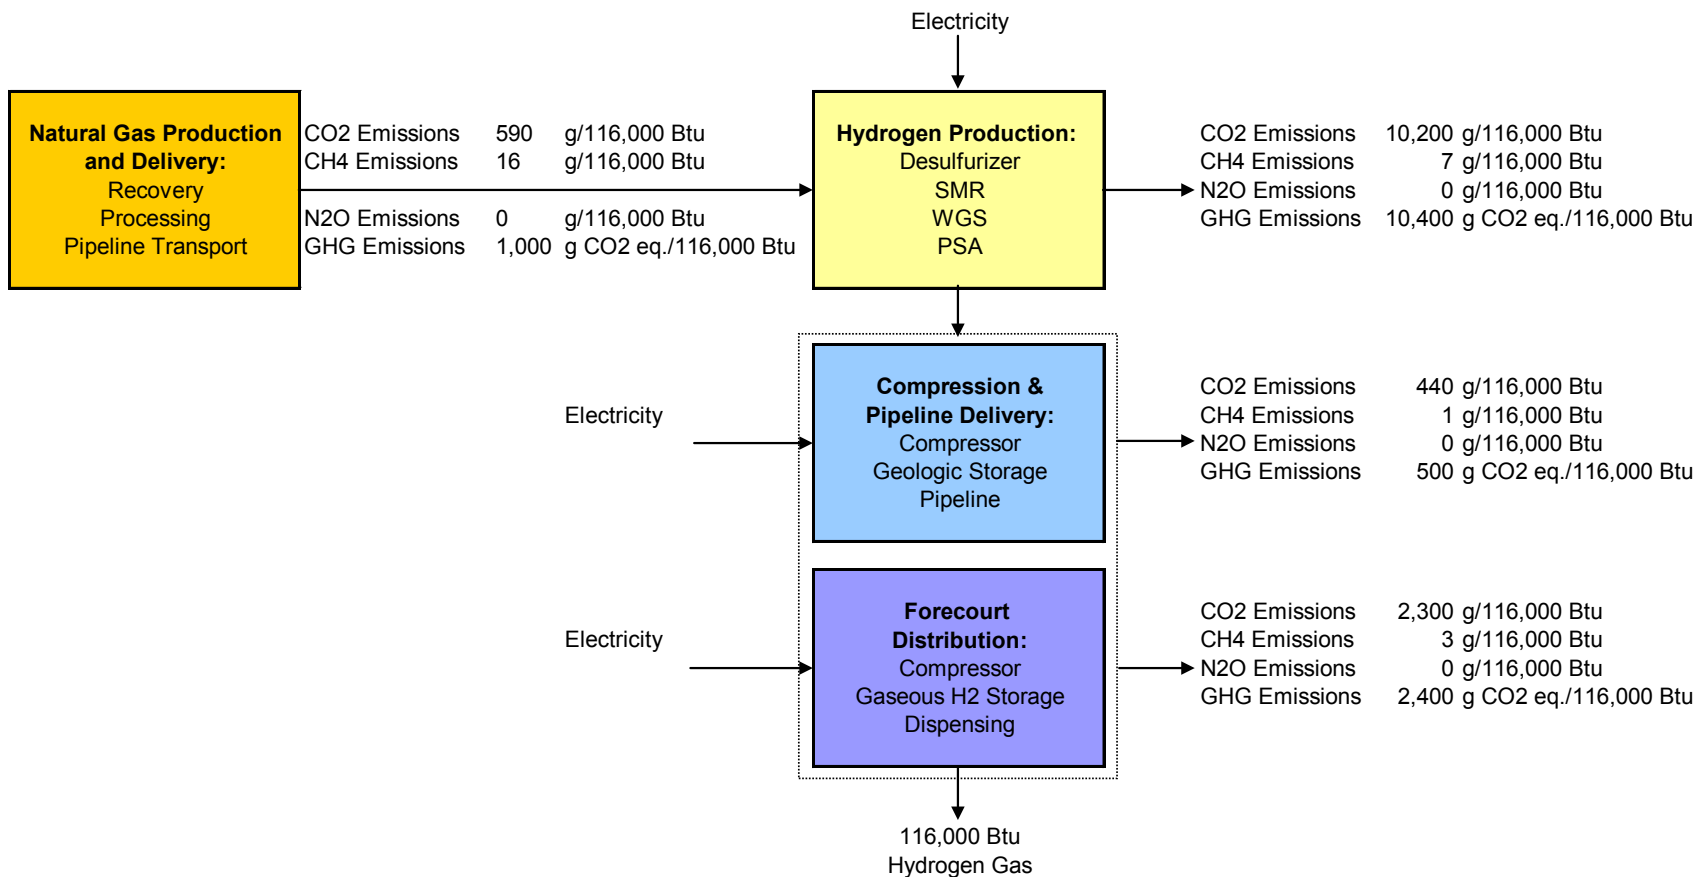 Electricity
Natural Gas Production
and Delivery:
Recovery
Processing
Pipeline Transport
CO2 Emissions 590 g/116,000 Btu
CH4 Emissions 16 g/116,000 Btu
N2O Emissions 0 g/116,000 Btu
GHG Emissions 1,000 g CO2 eq./116,000 Btu
Hydrogen Production:
Desulfurizer
SMR
WGS
PSA
CO2 Emissions 10,200 g/116,000 Btu
CH4 Emissions 7 g/116,000 Btu
N2O Emissions 0 g/116,000 Btu
GHG Emissions 10,400 g CO2 eq./116,000 Btu
Electricity
Compression &
Pipeline Delivery:
Compressor
Geologic Storage
Pipeline
CO2 Emissions 440 g/116,000 Btu
CH4 Emissions 1 g/116,000 Btu
N2O Emissions 0 g/116,000 Btu
GHG Emissions 500 g CO2 eq./116,000 Btu
Electricity
Forecourt
Distribution:
Compressor
Gaseous H2 Storage
Dispensing
CO2 Emissions 2,300 g/116,000 Btu
CH4 Emissions 3 g/116,000 Btu
N2O Emissions 0 g/116,000 Btu
GHG Emissions 2,400 g CO2 eq./116,000 Btu
116,000 Btu
Hydrogen Gas